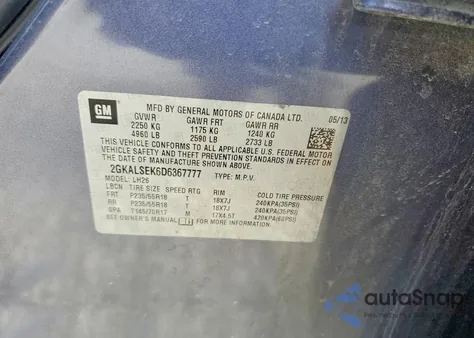 GM
MFD BY GENERAL MOTORS OF CANADA LTD. 05/13
GVWR GAWR FRT GAWR RR
2250 KG 1175 KG 1240 KG
4960 LB 2590 LB 2733 LB
THIS VEHICLE CONFORMS TO ALL APPLICABLE U.S. FEDERAL MOTOR
VEHICLE SAFETY, BUMPER, AND THEFT PREVENTION STANDARDS
IN EFFECT ON THE DATE OF MANUFACTURE SHOWN ABOVE.
2GKALSEK6D6367777 TYPE: M.P.V.
MODEL: LH26
LBCN TIRE SIZE SPEED RTG RIM COLD TIRE PRESSURE
FRT P235/55R18 T 18X7J 240KPA(35PSI)
RR P235/55R18 T 18X7J 240KPA(35PSI)
SPA T145/70R17 M 17X4.5T 420KPA(60PSI)
SEE OWNER'S MANUAL FOR MORE INFORMATION.
autoSnap